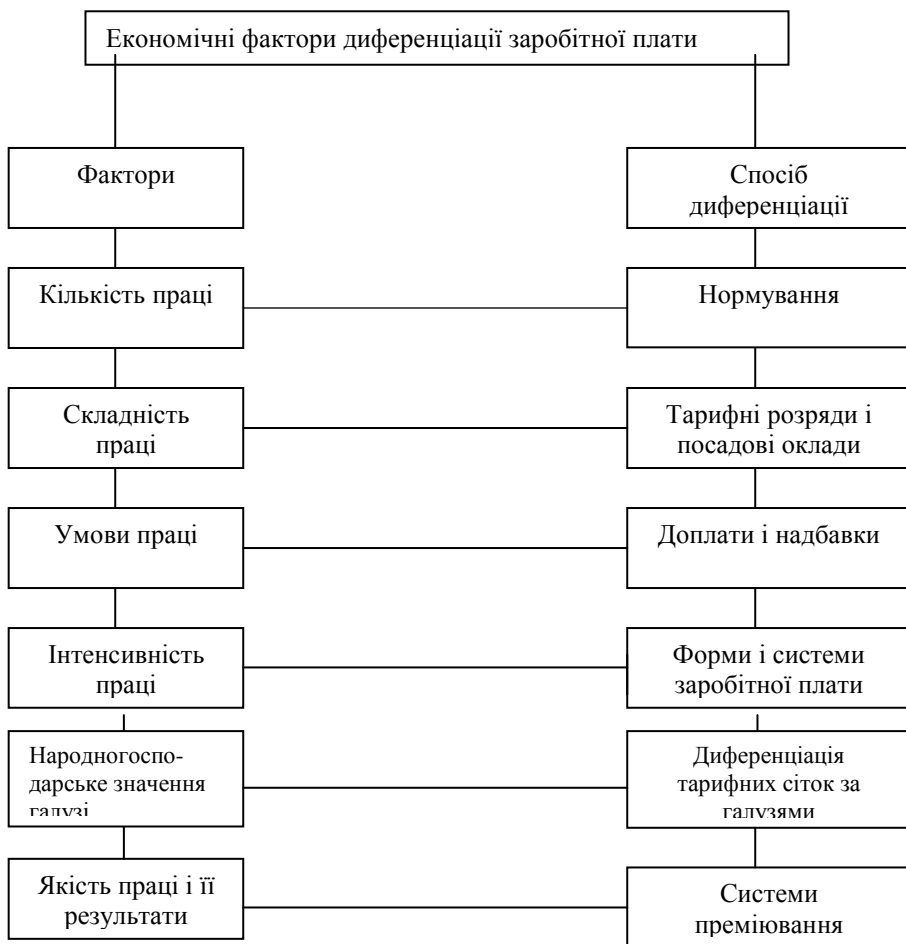 Економічні фактори диференціації заробітної плати
Фактори
Спосіб
диференціації
Кількість праці
Нормування
Складність
праці
Тарифні розряди і
посадові оклади
Умови праці
Доплати і надбавки
Інтенсивність
праці
Форми і системи
заробітної плати
Народногоспо-
дарське значення
галузі
Диференціація
тарифних сіток за
галузями
Якість праці і її
результати
Системи
преміювання